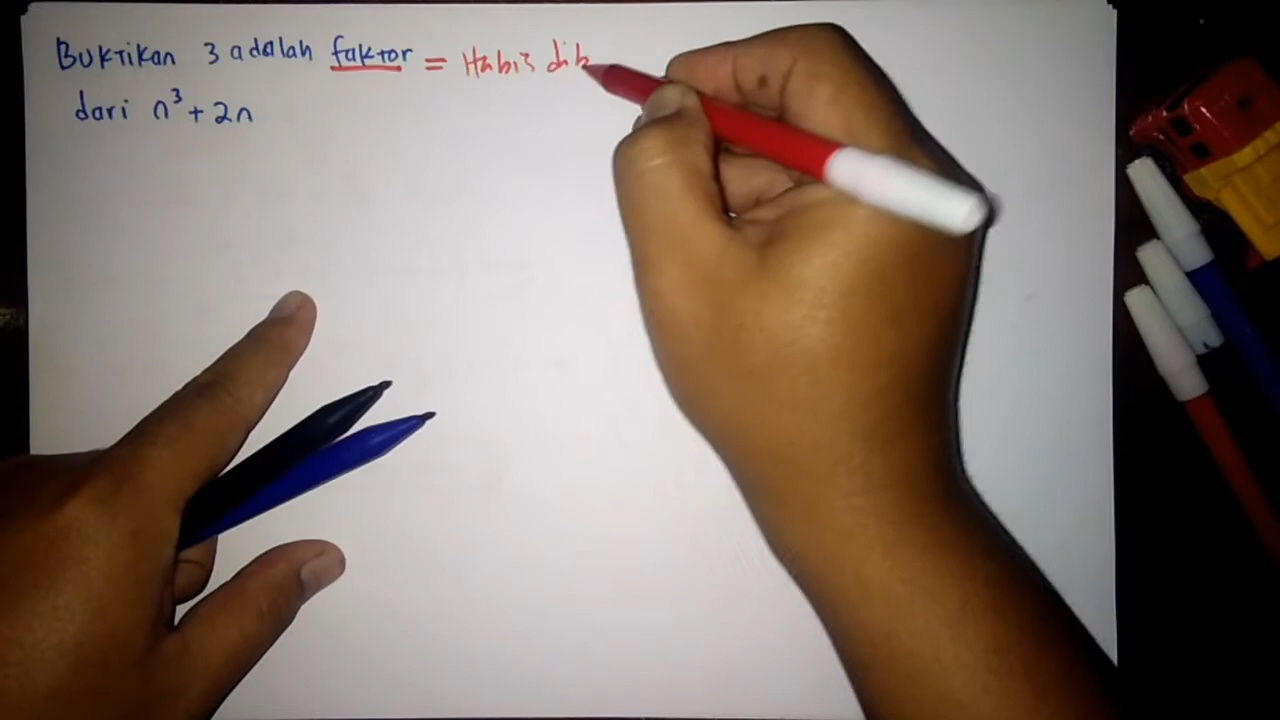 Buktikan 3 adalah faktor = Habis dib
dari n³ + 2n